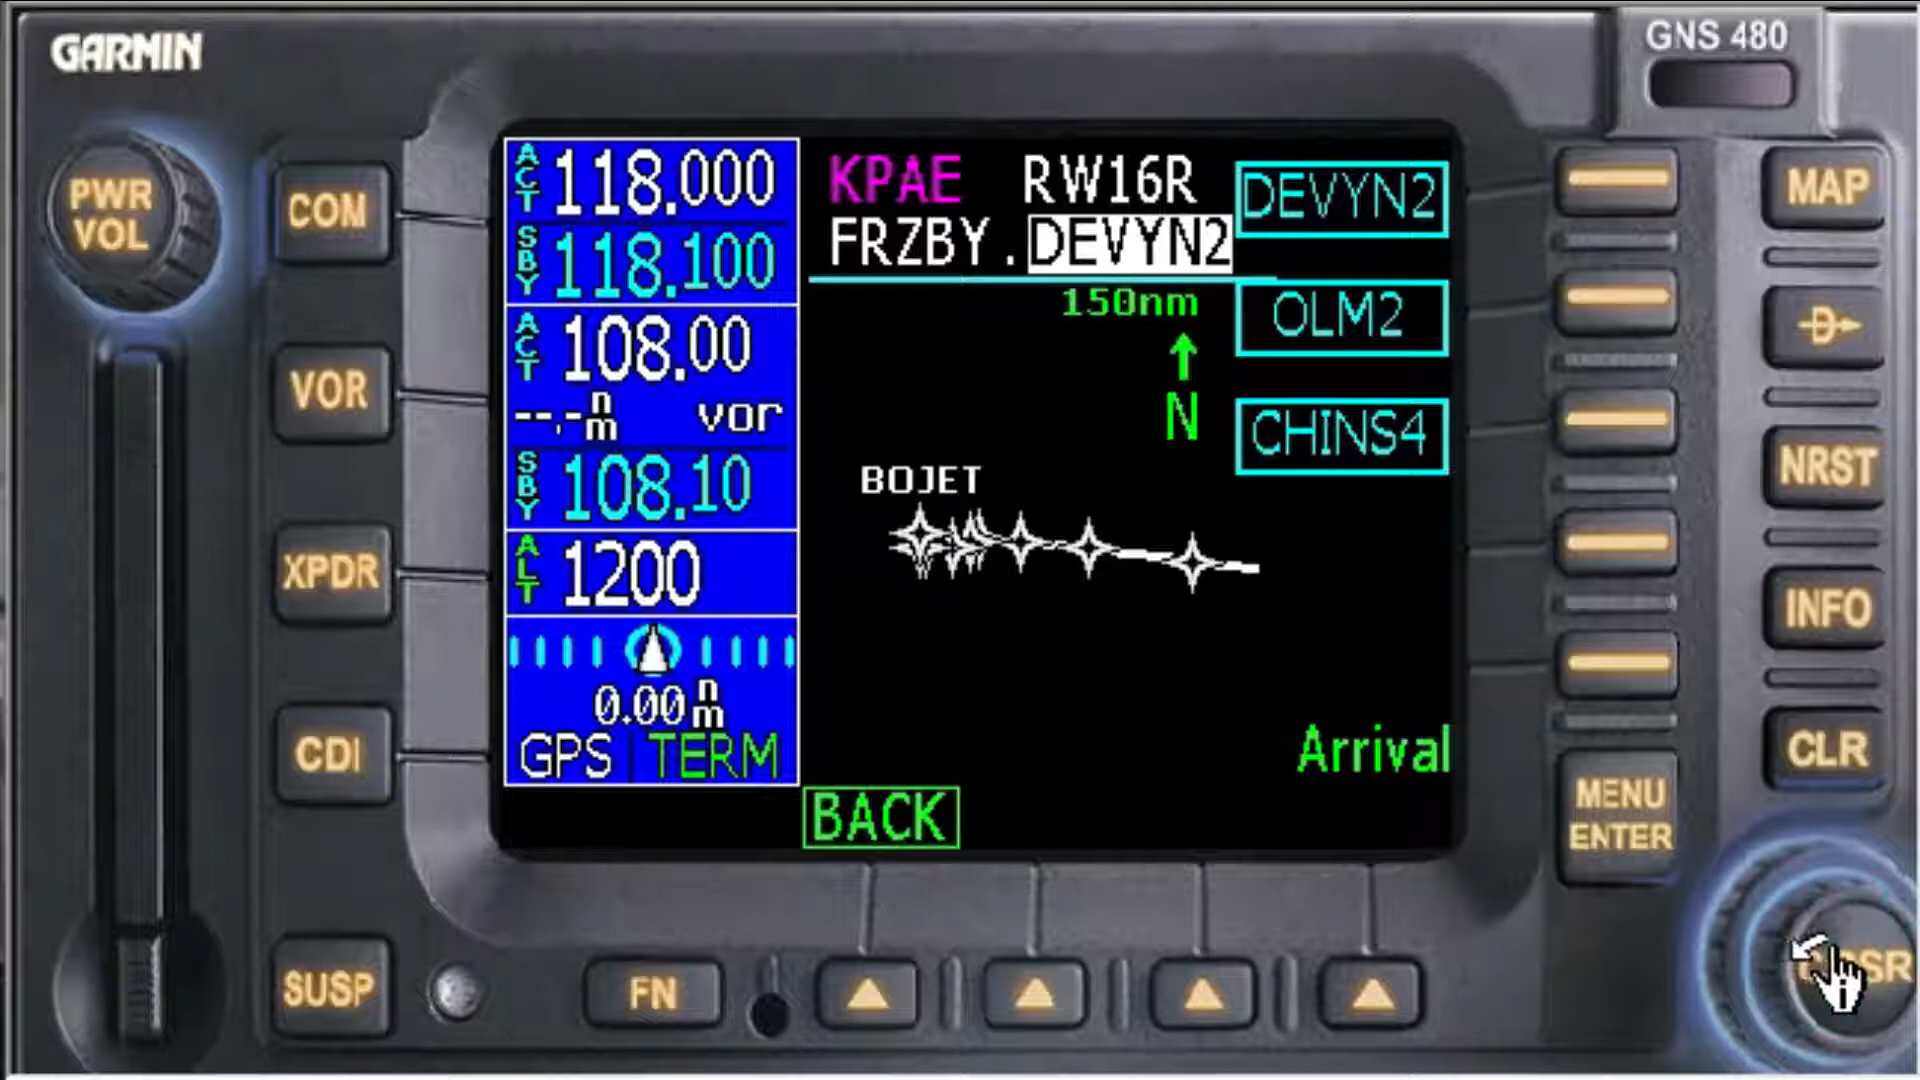 GARMIN
GNS 480
PWR
VOL
COM
VOR
XPDR
CDI
SUSP
ACT 118.000
SBY 118.100
ACT 108.00
--.-nm vor
SBY 108.10
ALT 1200
0.00nm
GPS TERM
KPAE RW16R
FRZBY.DEVYN2
150nm
N
BOJET
DEVYN2
OLM2
CHINS4
Arrival
BACK
FN
MAP
D
NRST
INFO
CLR
MENU
ENTER